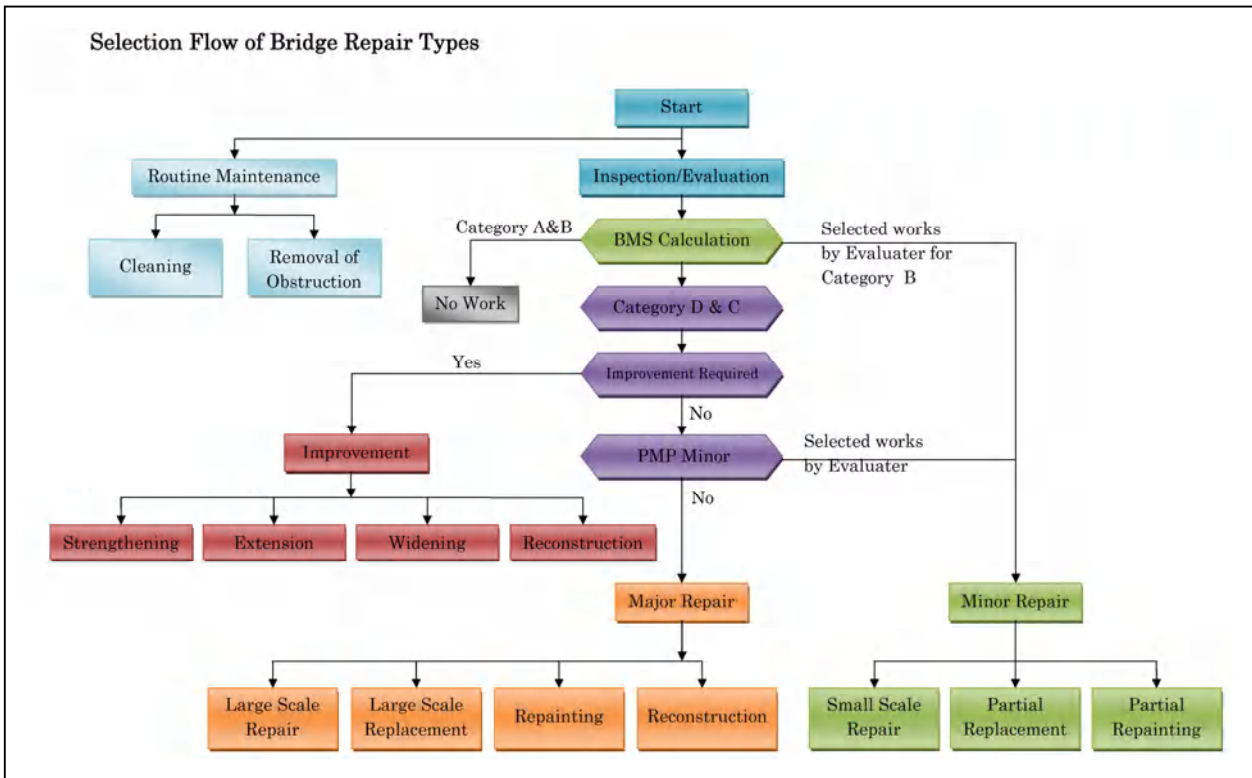 Selection Flow of Bridge Repair Types
Start
Routine Maintenance
Inspection/Evaluation
Category A&B
BMS Calculation
Selected works
by Evaluater for
Category B
Cleaning
Removal of
Obstruction
No Work
Category D & C
Yes
Improvement Required
No
Improvement
PMP Minor
Selected works
by Evaluater
No
Strengthening
Extension
Widening
Reconstruction
Major Repair
Minor Repair
Large Scale
Repair
Large Scale
Replacement
Repainting
Reconstruction
Small Scale
Repair
Partial
Replacement
Partial
Repainting